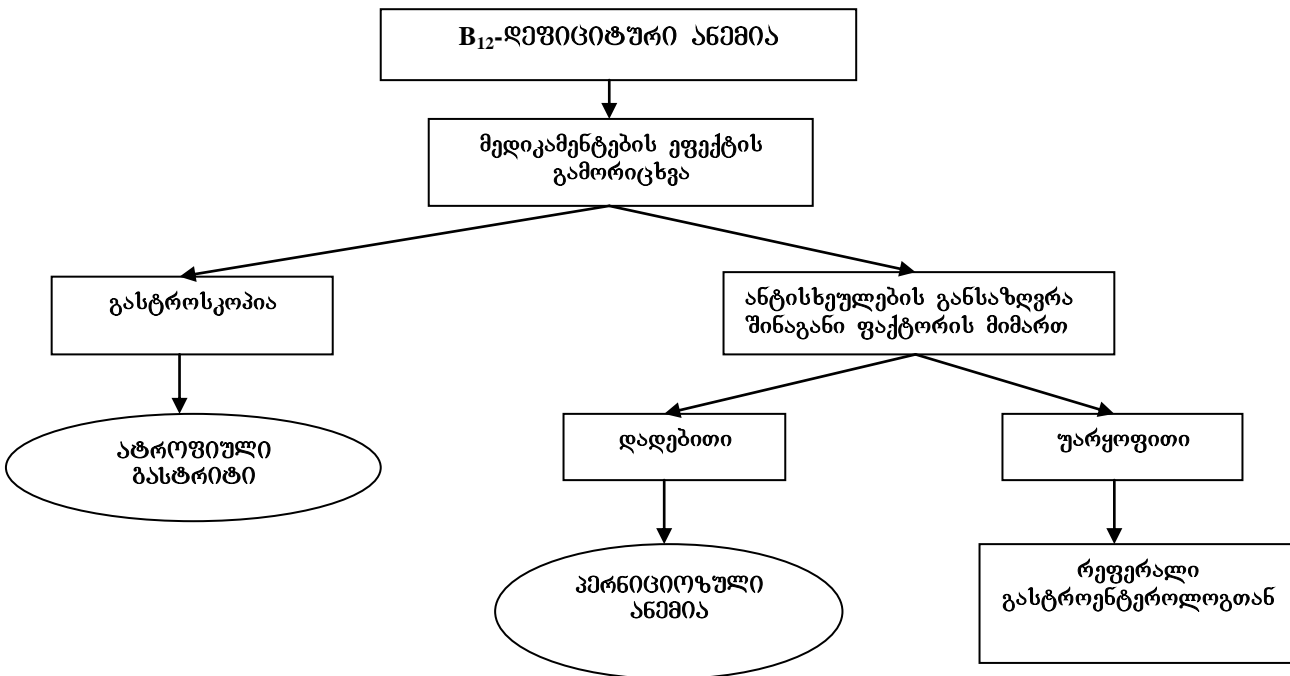 B₁₂-ᲓᲔᲤᲘᲪᲘᲢᲣᲠᲘ ᲐᲜᲔᲛᲘᲐ
მედიკამენტების ეფექტის
გამორიცხვა
გასტროსკოპია
ანტისხეულების განსაზღვრა
შინაგანი ფაქტორის მიმართ
დადებითი
უარყოფითი
ᲐᲢᲠᲝᲤᲘᲣᲚᲘ
ᲒᲐᲡᲢᲠᲘᲢᲘ
ᲞᲔᲠᲜᲘᲪᲘᲝᲖᲣᲚᲘ
ᲐᲜᲔᲛᲘᲐ
რეფერალი
გასტროენტეროლოგთან